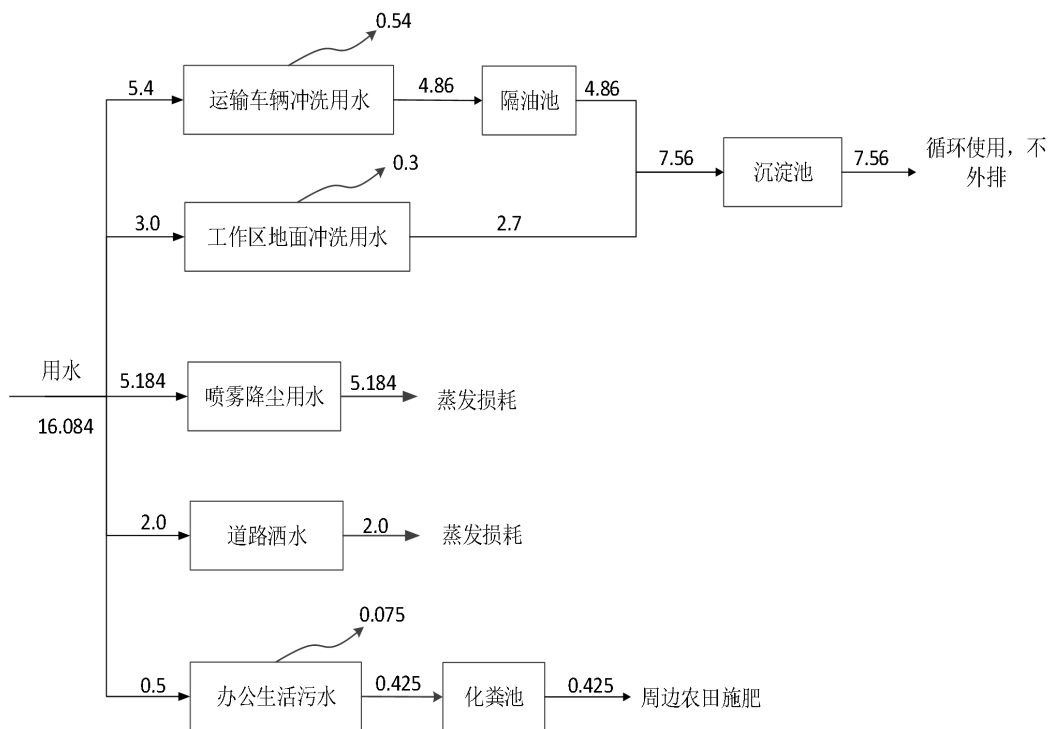 0.54
5.4
运输车辆冲洗用水
4.86
隔油池
4.86
7.56
沉淀池
7.56
循环使用，不
外排
0.3
3.0
工作区地面冲洗用水
2.7
用水
16.084
5.184
喷雾降尘用水
5.184
蒸发损耗
2.0
道路洒水
2.0
蒸发损耗
0.075
0.5
办公生活污水
0.425
化粪池
0.425
周边农田施肥